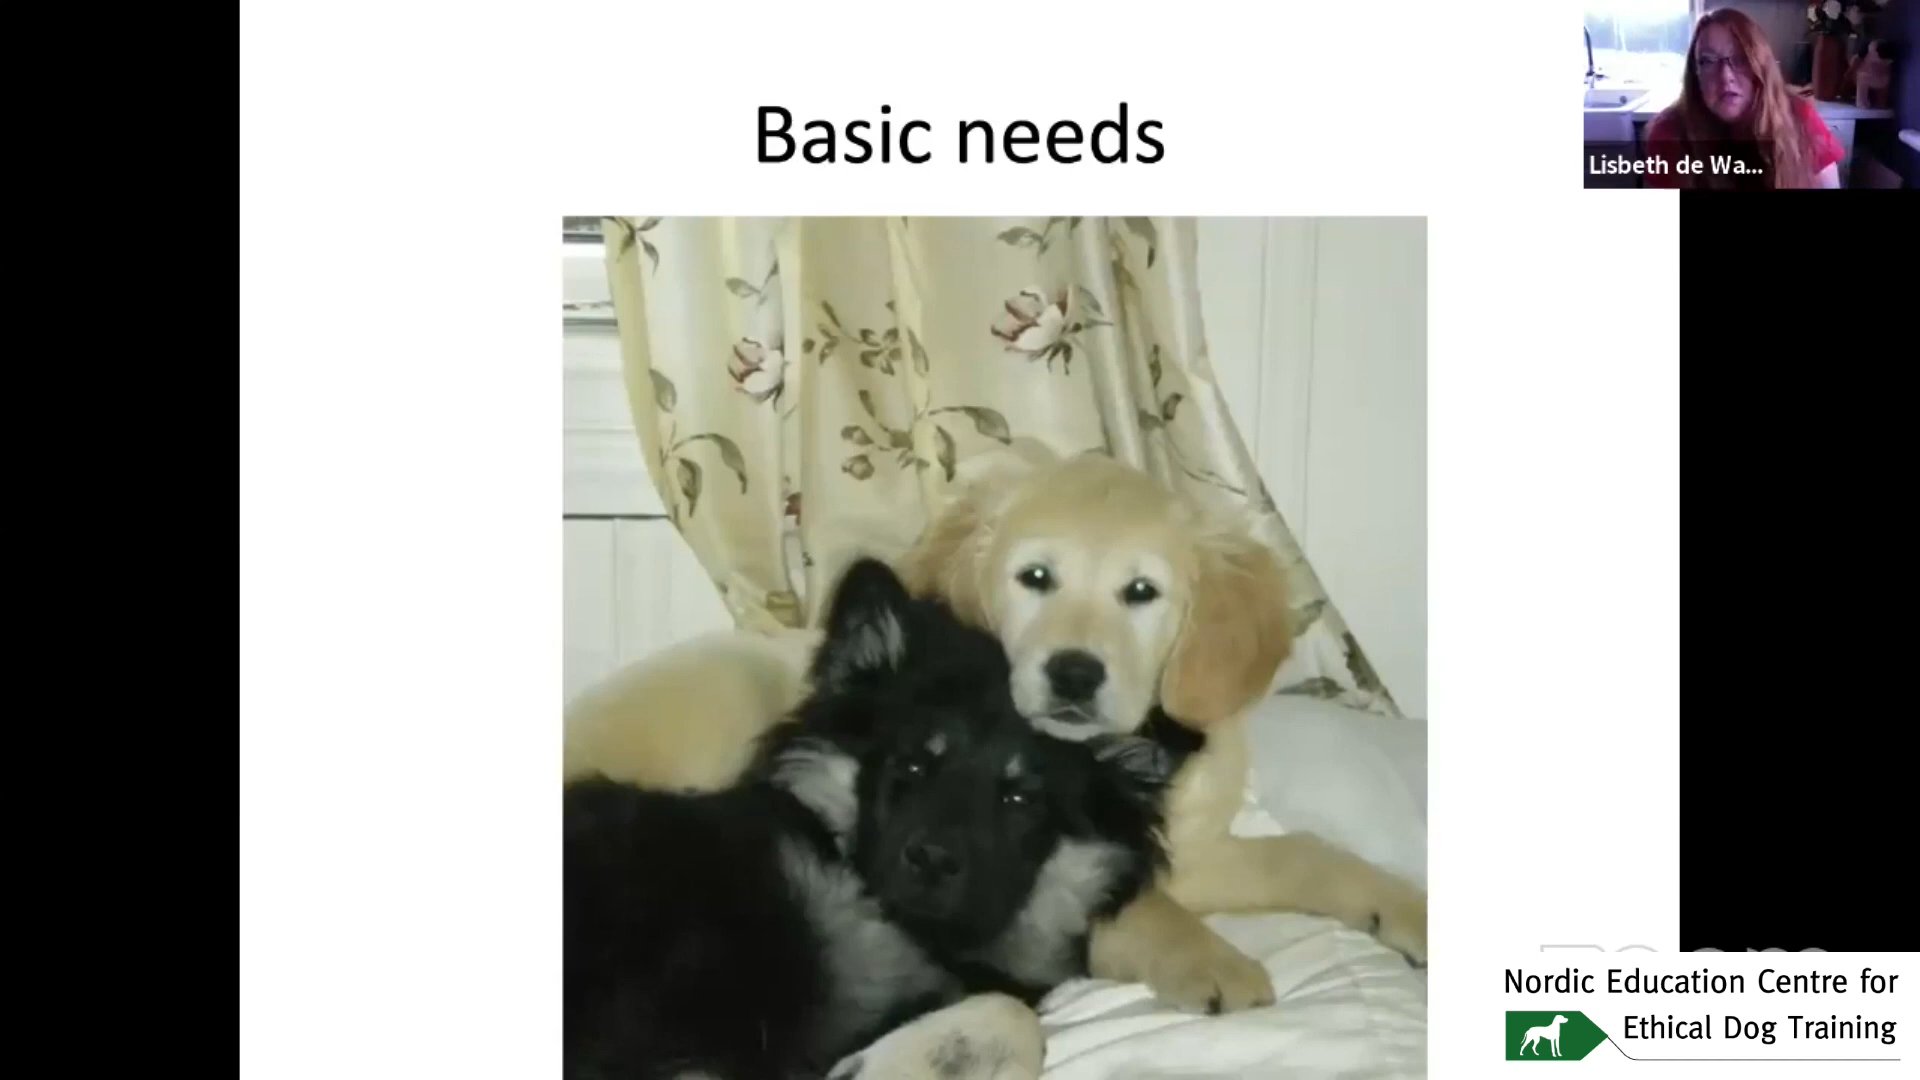 Basic needs
Lisbeth de Wa...
Nordic Education Centre for
Ethical Dog Training